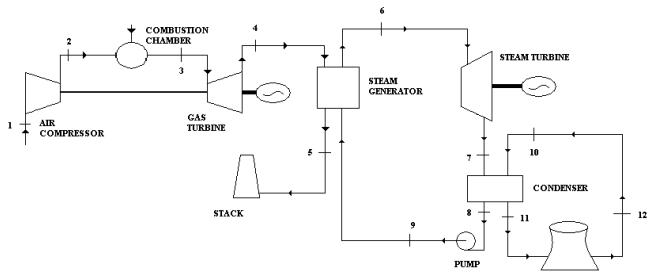 6
COMBUSTION
CHAMBER
2
4
3
STEAM TURBINE
STEAM
GENERATOR
GAS
TURBINE
1
AIR
COMPRESSOR
5
7
10
CONDENSER
STACK
8
11
12
9
PUMP